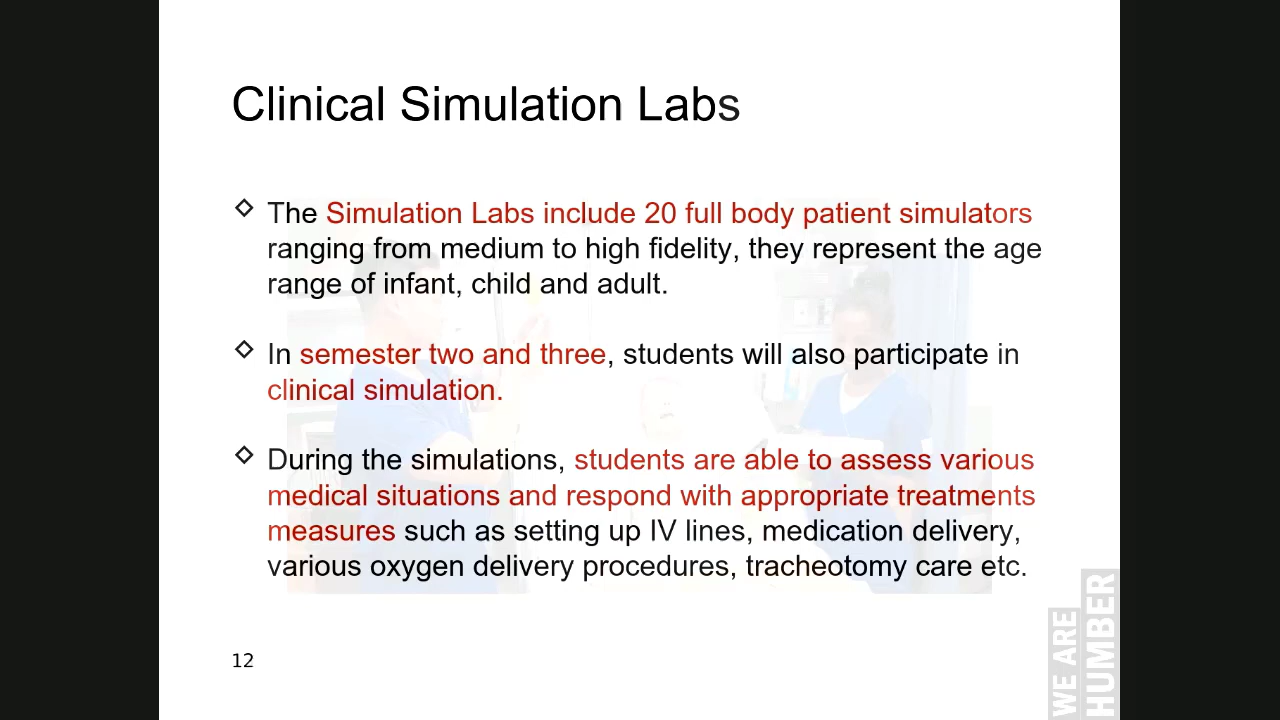 Clinical Simulation Labs
◇ The Simulation Labs include 20 full body patient simulators
ranging from medium to high fidelity, they represent the age
range of infant, child and adult.
◇ In semester two and three, students will also participate in
clinical simulation.
◇ During the simulations, students are able to assess various
medical situations and respond with appropriate treatments
measures such as setting up IV lines, medication delivery,
various oxygen delivery procedures, tracheotomy care etc.
12
WE ARE
HUMBER